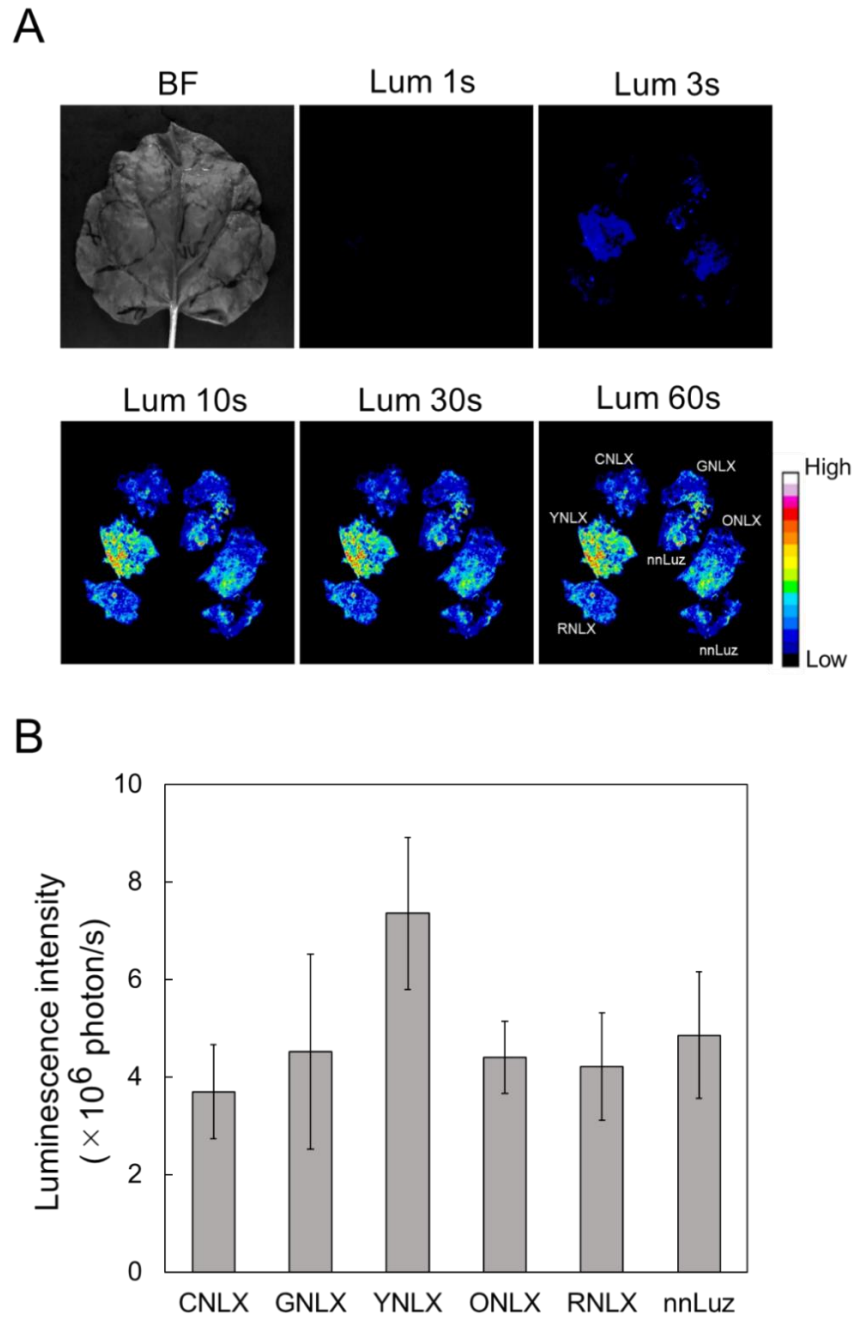 A
BF
Lum 1s
Lum 3s
Lum 10s
Lum 30s
Lum 60s
CNLX
GNLX
YNLX
ONLX
nnLuz
RNLX
nnLuz
High
Low
B
Luminescence intensity
(×10⁶ photon/s)
10
8
6
4
2
0
CNLX GNLX YNLX ONLX RNLX nnLuz